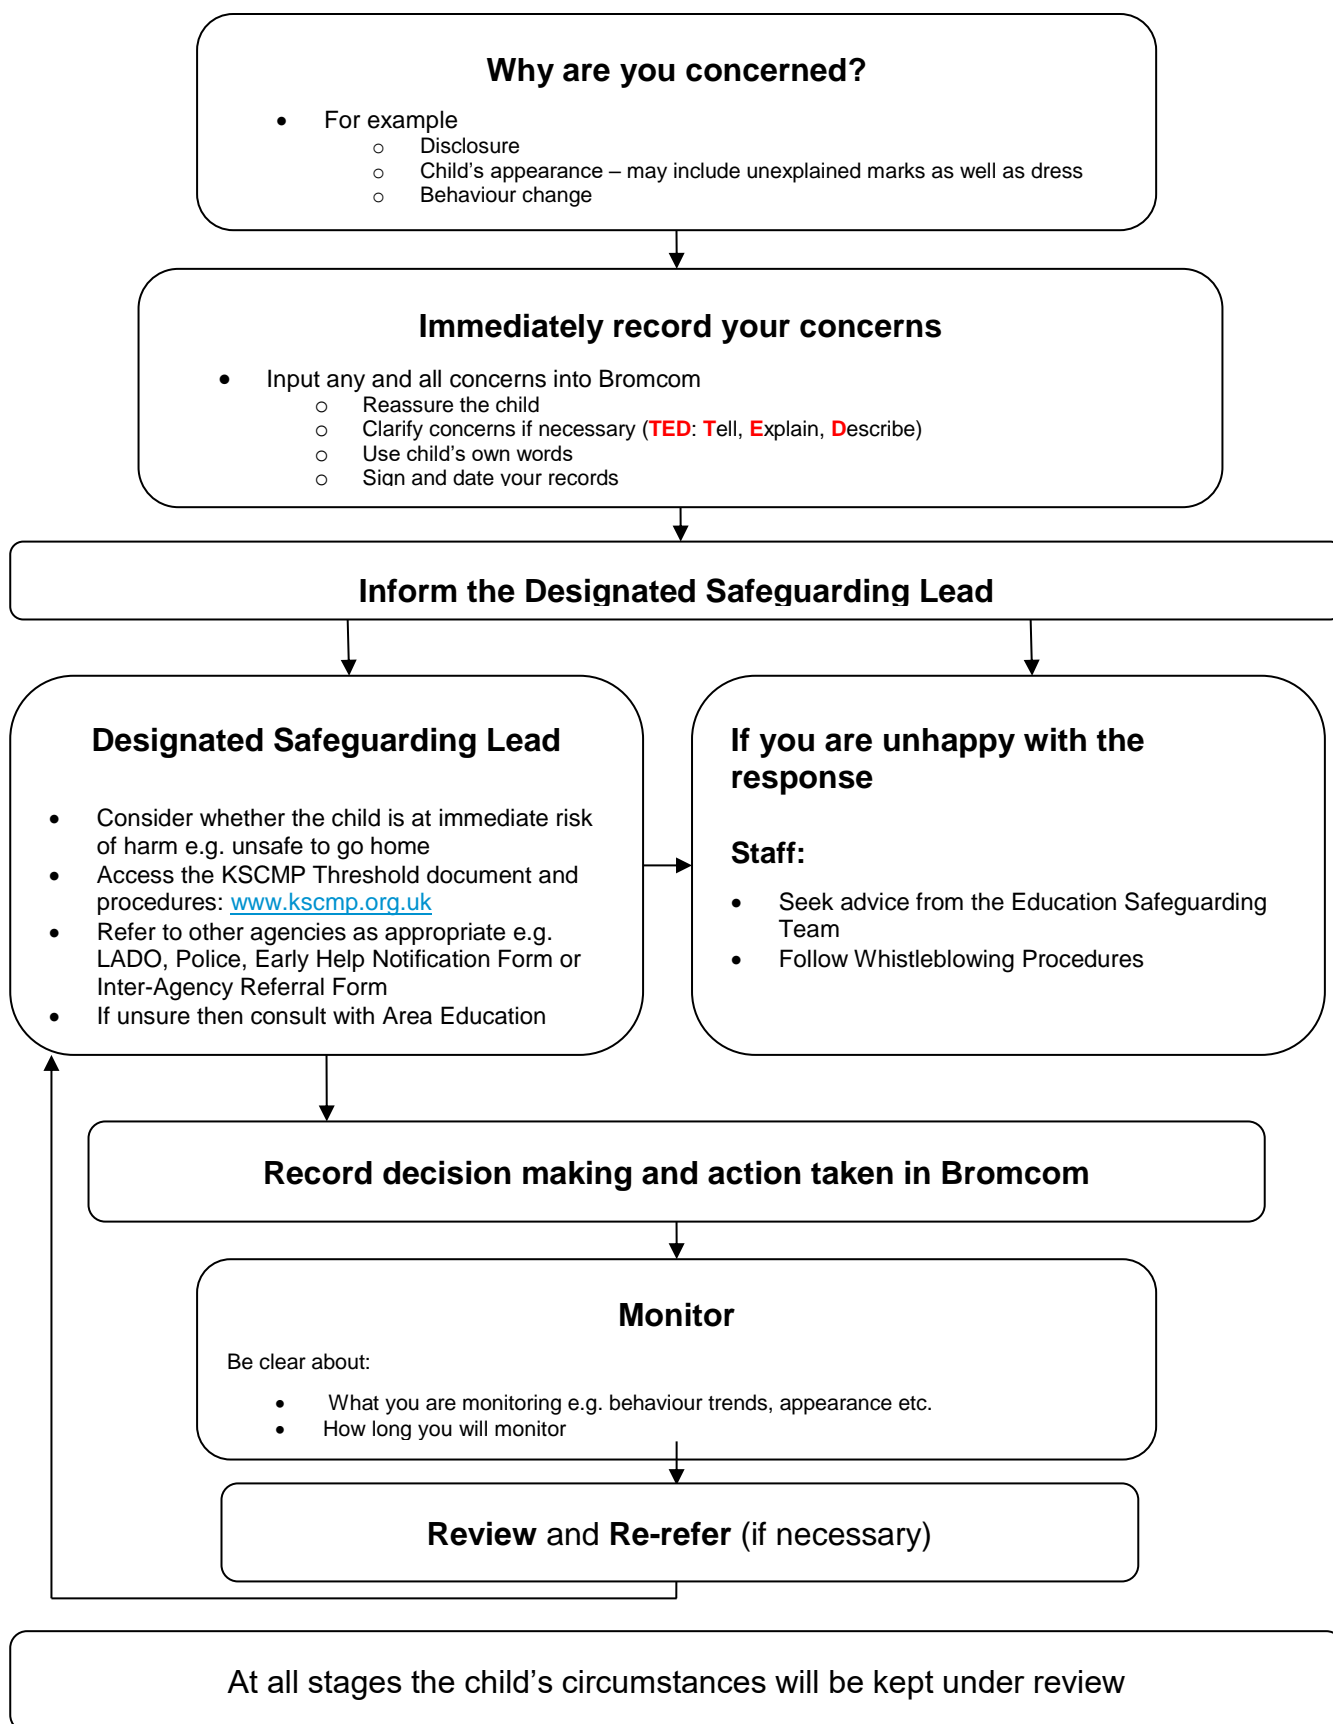 Why are you concerned?
• For example
o Disclosure
o Child's appearance – may include unexplained marks as well as dress
o Behaviour change
Immediately record your concerns
• Input any and all concerns into Bromcom
o Reassure the child
o Clarify concerns if necessary (TED: Tell, Explain, Describe)
o Use child's own words
o Sign and date your records
Inform the Designated Safeguarding Lead
Designated Safeguarding Lead
• Consider whether the child is at immediate risk
of harm e.g. unsafe to go home
• Access the KSCMP Threshold document and
procedures: www.kscmp.org.uk
• Refer to other agencies as appropriate e.g.
LADO, Police, Early Help Notification Form or
Inter-Agency Referral Form
• If unsure then consult with Area Education
If you are unhappy with the
response
Staff:
• Seek advice from the Education Safeguarding
Team
• Follow Whistleblowing Procedures
Record decision making and action taken in Bromcom
Monitor
Be clear about:
• What you are monitoring e.g. behaviour trends, appearance etc.
• How long you will monitor
Review and Re-refer (if necessary)
At all stages the child's circumstances will be kept under review